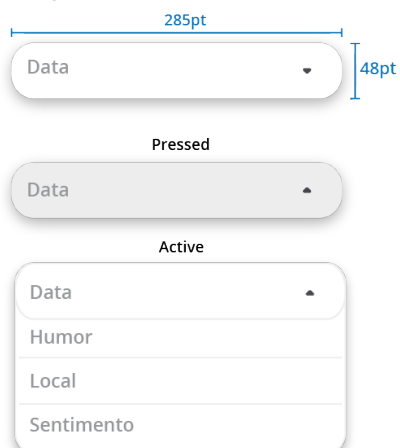 285pt
Data
48pt
Pressed
Data
Active
Data
Humor
Local
Sentimento